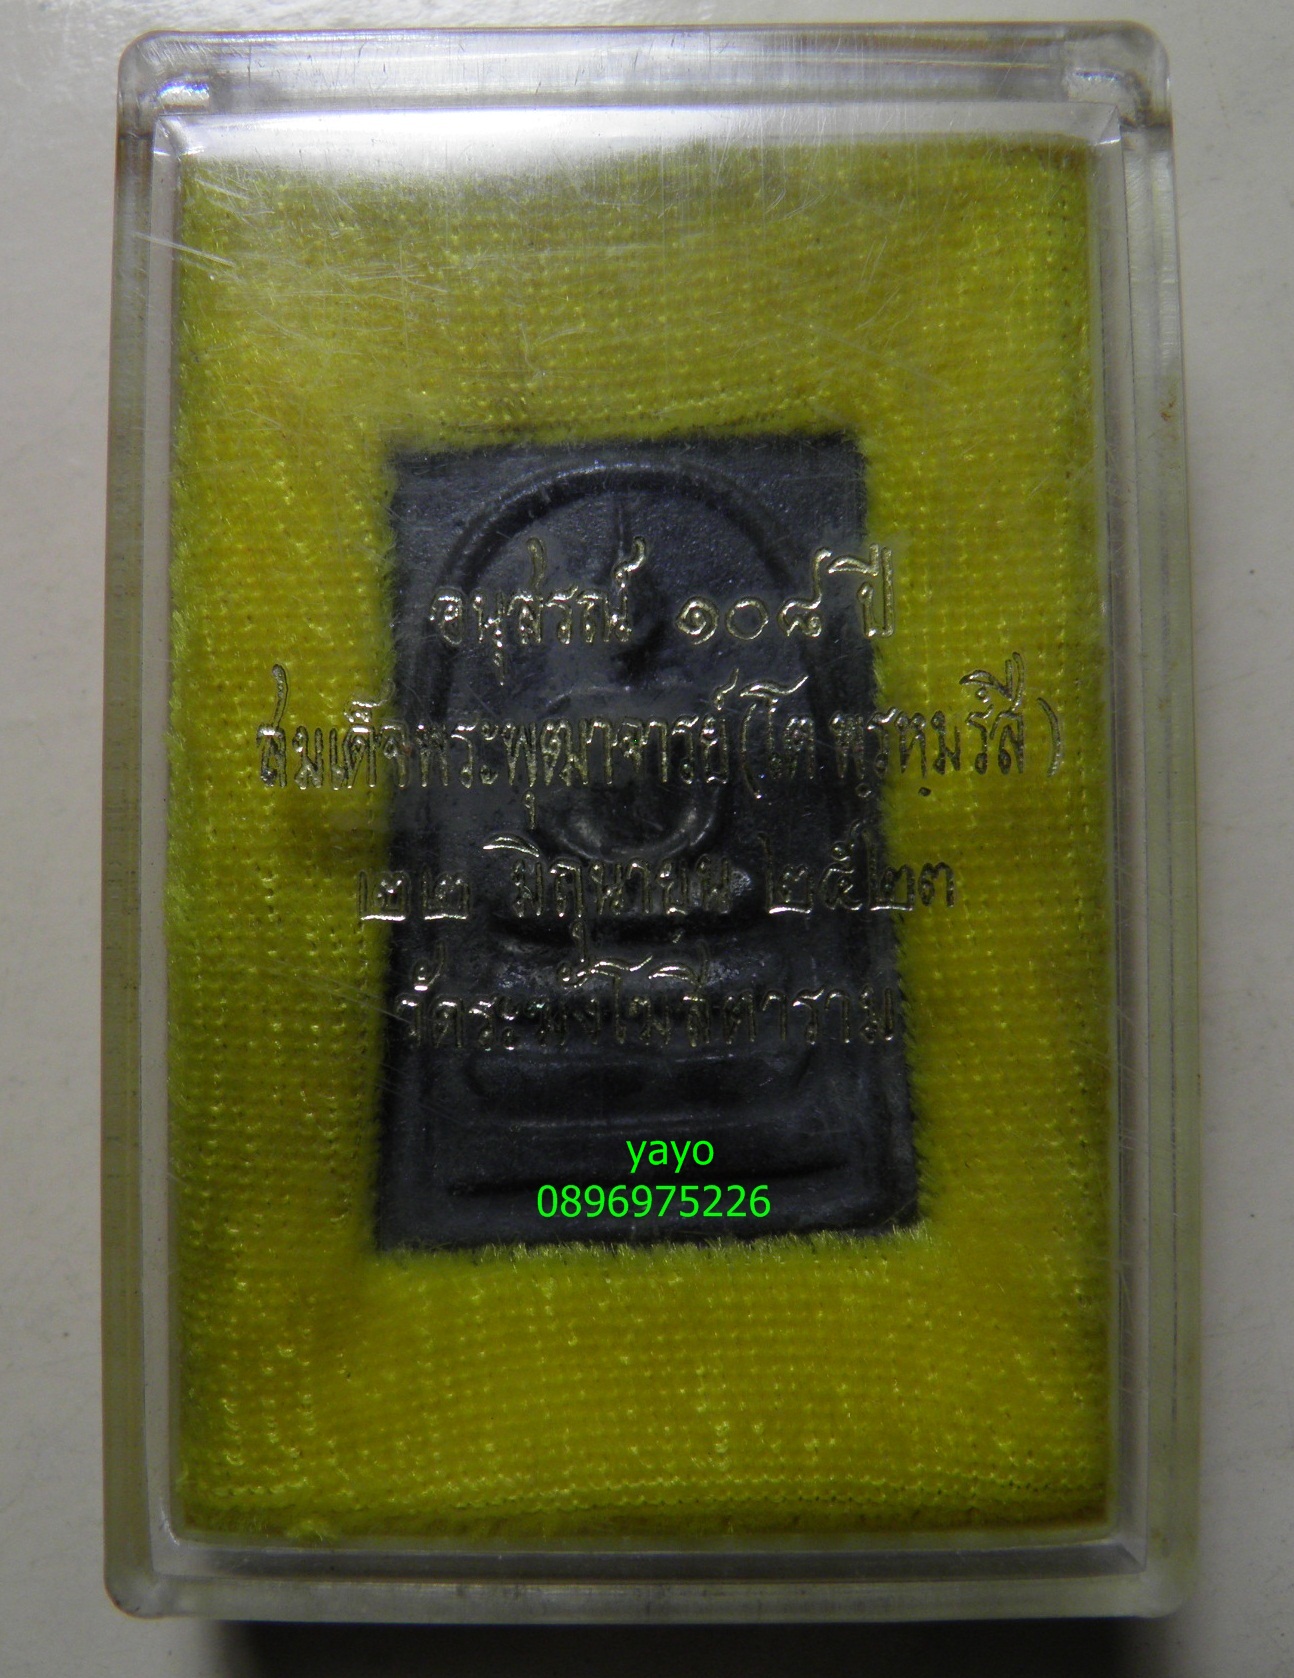 อนุสรณ์ ๑๐๘ ปี
สมเด็จพระพุฒาจารย์ (โต พฺรหฺมรํสี)
๒๒ มิถุนายน ๒๕๒๓
วัดระฆังโฆสิตาราม
yayo
0896975226